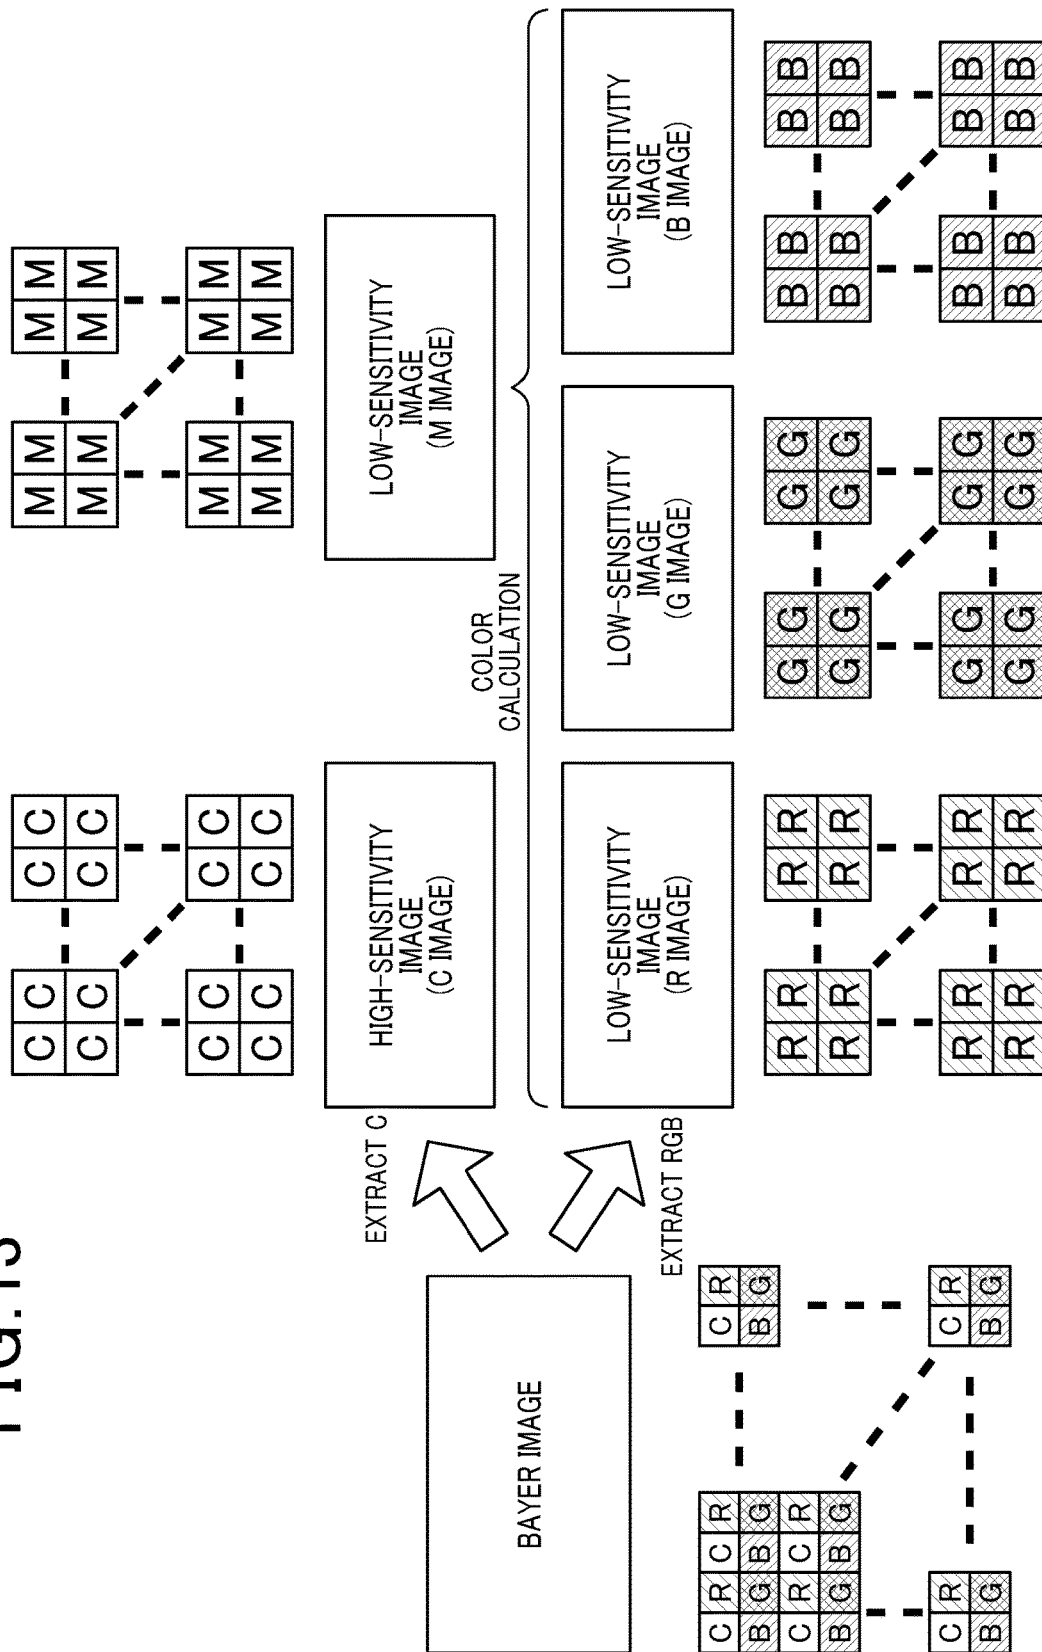 FIG.
C C C C
C C C C
C C C C
C C C C
M M M M
M M M M
M M M M
M M M M
EXTRACT C
HIGH-SENSITIVITY
IMAGE
(C IMAGE)
LOW-SENSITIVITY
IMAGE
(M IMAGE)
COLOR
CALCULATION
BAYER IMAGE
EXTRACT RGB
LOW-SENSITIVITY
IMAGE
(R IMAGE)
LOW-SENSITIVITY
IMAGE
(G IMAGE)
LOW-SENSITIVITY
IMAGE
(B IMAGE)
C R C R C R
B G B G B G
C R C R
B G B G
C R C R
B G B G
R R R R
R R R R
R R R R
R R R R
G G G G
G G G G
G G G G
G G G G
B B B B
B B B B
B B B B
B B B B